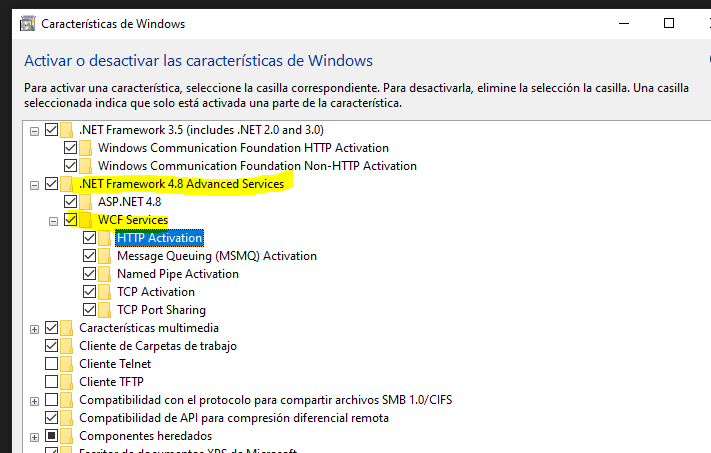 Características de Windows
Activar o desactivar las características de Windows
Para activar una característica, seleccione la casilla correspondiente. Para desactivarla, elimine la selección la casilla. Una casilla
seleccionada indica que solo está activada una parte de la característica.
.NET Framework 3.5 (includes .NET 2.0 and 3.0)
Windows Communication Foundation HTTP Activation
Windows Communication Foundation Non-HTTP Activation
.NET Framework 4.8 Advanced Services
ASP.NET 4.8
WCF Services
HTTP Activation
Message Queuing (MSMQ) Activation
Named Pipe Activation
TCP Activation
TCP Port Sharing
Características multimedia
Cliente de Carpetas de trabajo
Cliente Telnet
Cliente TFTP
Compatibilidad con el protocolo para compartir archivos SMB 1.0/CIFS
Compatibilidad de API para compresión diferencial remota
Componentes heredados
Escritor de documentos XPS de Microsoft